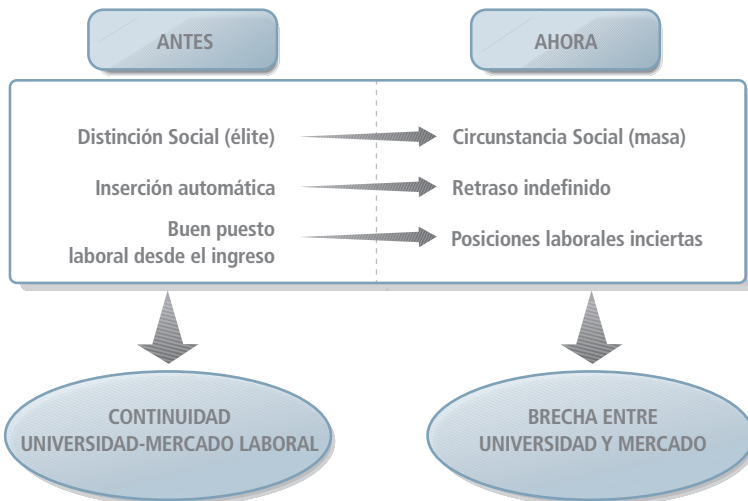 ANTES
AHORA
Distinción Social (élite)
Circunstancia Social (masa)
Inserción automática
Retraso indefinido
Buen puesto
laboral desde el ingreso
Posiciones laborales inciertas
CONTINUIDAD
UNIVERSIDAD-MERCADO LABORAL
BRECHA ENTRE
UNIVERSIDAD Y MERCADO